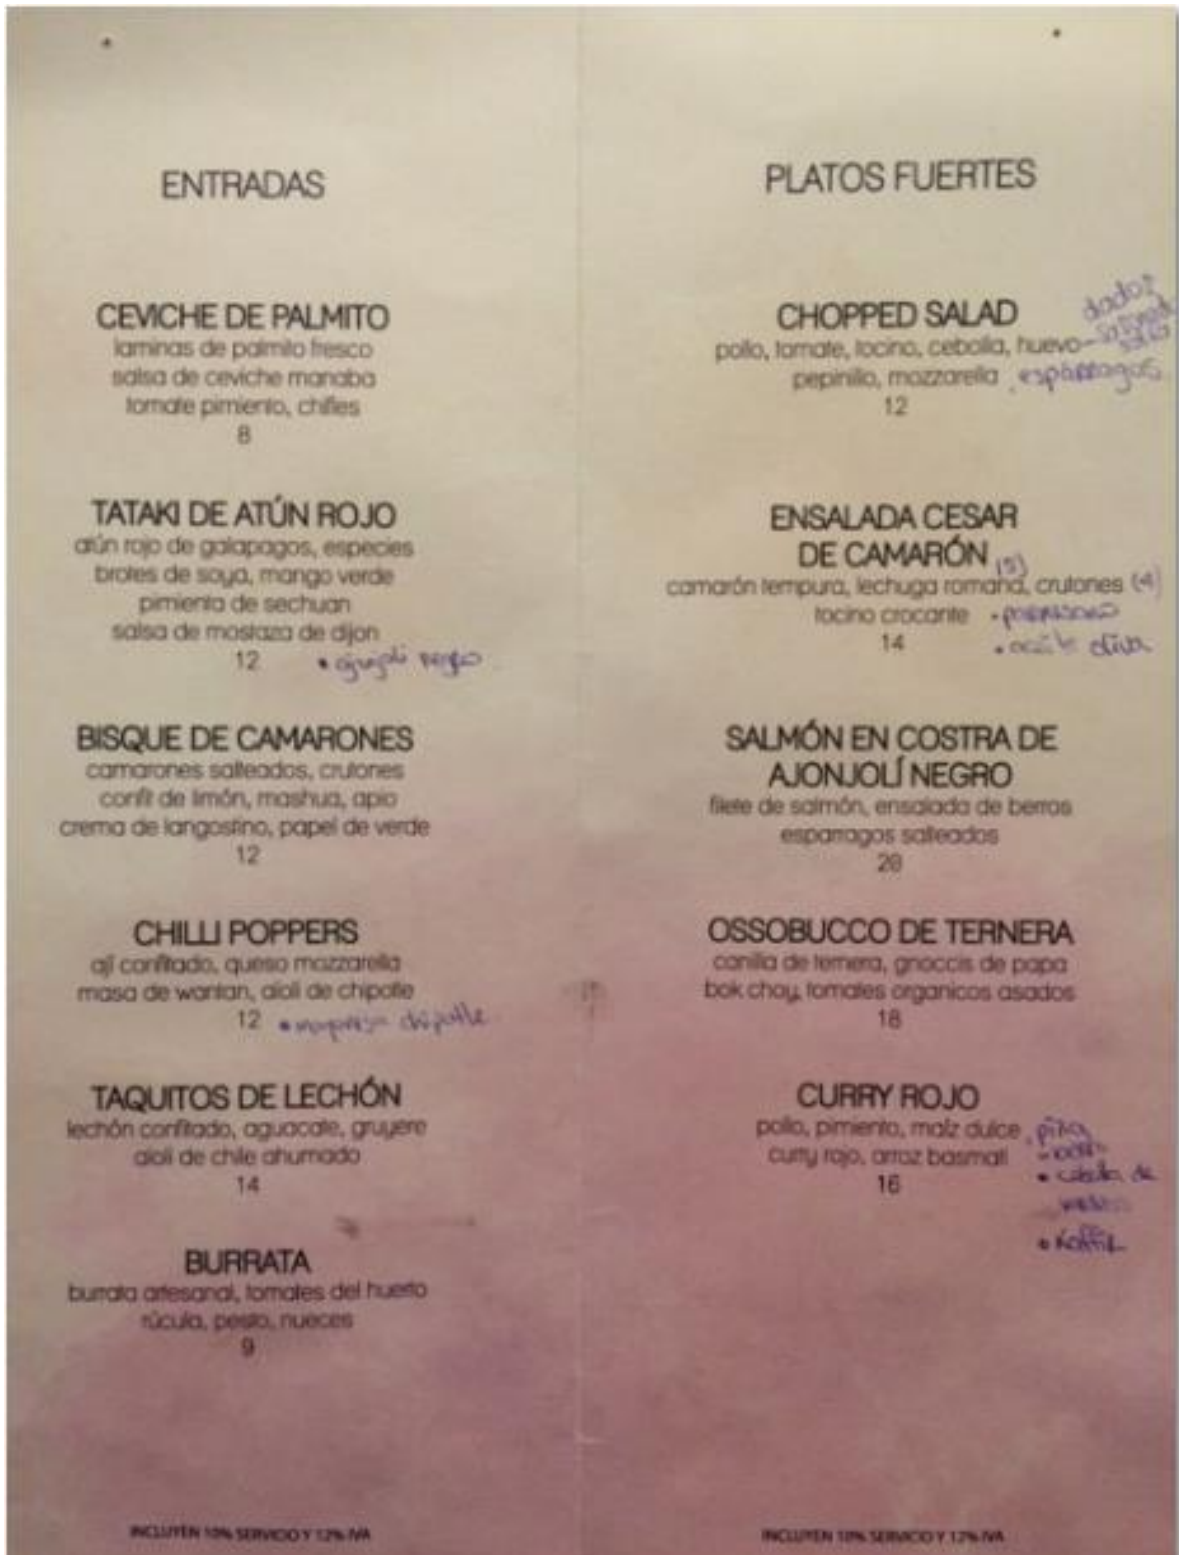 ENTRADAS
CEVICHE DE PALMITO
laminas de palmito fresco
salsa de ceviche manaba
tomate pimiento, chifles
8
TATAKI DE ATÚN ROJO
atún rojo de galapagos, especies
brotes de soya, mango verde
pimienta de sechuan
salsa de mostaza de dijon
12 • negro
BISQUE DE CAMARONES
camarones salteados, crutones
confit de limón, mashua, apio
crema de langostino, papel de verde
12
CHILLI POPPERS
ají confitado, queso mozzarella
masa de wantan, aioli de chipotle
12 • chipotle
TAQUITOS DE LECHÓN
lechón confitado, aguacate, gruyere
aioli de chile ahumado
14
BURRATA
burrata artesanal, tomates del huerto
rúcula, pesto, nueces
9
INCLUYEN 10% SERVICIO Y 12% IVA
PLATOS FUERTES
CHOPPED SALAD
dados
pollo, tomate, tocino, cebolla, huevo
pepinillo, mozzarella , espárragos
12
ENSALADA CESAR
DE CAMARÓN (5)
camarón tempura, lechuga romana, crutones (4)
tocino crocante
14 • oliva
SALMÓN EN COSTRA DE
AJONJOLÍ NEGRO
filete de salmón, ensalada de berros
esparragos salteados
20
OSSOBUCCO DE TERNERA
canilla de ternera, gnoccis de papa
bok choy, tomates organicos asados
18
CURRY ROJO
pollo, pimiento, maíz dulce , piña
curry rojo, arroz basmati
16 • cebolla de
• Kaffir
INCLUYEN 10% SERVICIO Y 12% IVA